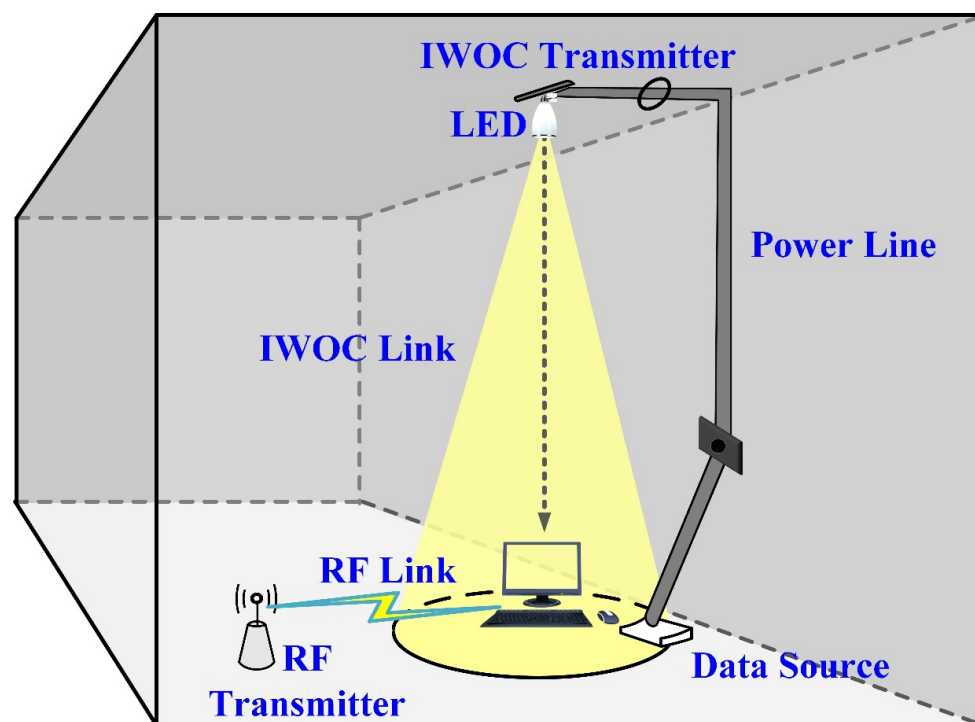 IWOC Transmitter
LED
Power Line
IWOC Link
RF Link
RF
Transmitter
Data Source